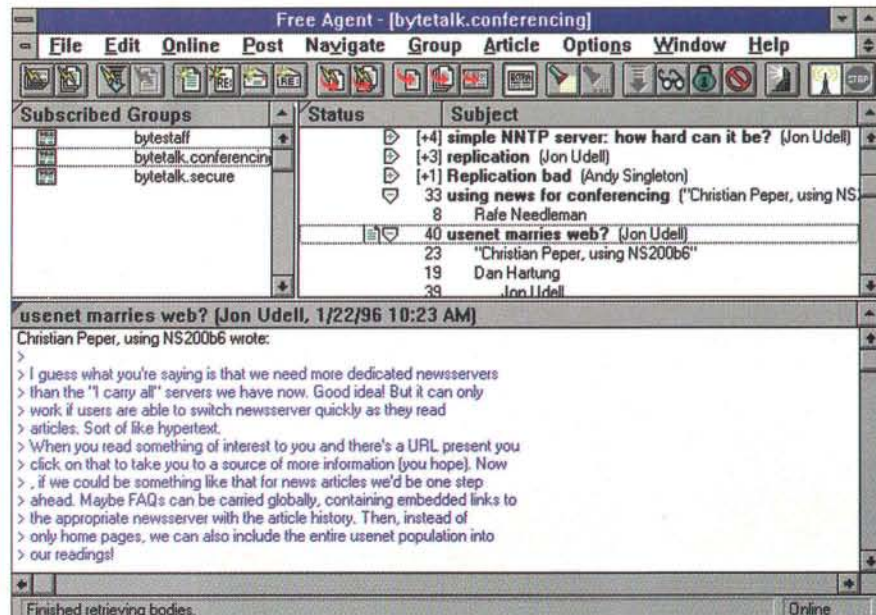 Free Agent - [bytetalk.conferencing]
File Edit Online Post Navigate Group Article Options Window Help
RE: RE: STOP
Subscribed Groups
bytestaff
bytetalk.conferencing
bytetalk.secure
Status Subject
[+4] simple NNTP server: how hard can it be? (Jon Udell)
[+3] replication (Jon Udell)
[+1] Replication bad (Andy Singleton)
33 using news for conferencing ("Christian Peper, using NS
8 Rafe Needleman
40 usenet marries web? (Jon Udell)
23 "Christian Peper, using NS200b6"
19 Dan Hartung
39 Jon Udell
usenet marries web? (Jon Udell, 1/22/96 10:23 AM)
Christian Peper, using NS200b6 wrote:
>
> I guess what you're saying is that we need more dedicated newsservers
> than the "I carry all" servers we have now. Good idea! But it can only
> work if users are able to switch newsserver quickly as they read
> articles. Sort of like hypertext.
> When you read something of interest to you and there's a URL present you
> click on that to take you to a source of more information (you hope). Now
> , if we could be something like that for news articles we'd be one step
> ahead. Maybe FAQs can be carried globally, containing embedded links to
> the appropriate newsserver with the article history. Then, instead of
> only home pages, we can also include the entire usenet population into
> our readings!
Finished retrieving bodies. Online